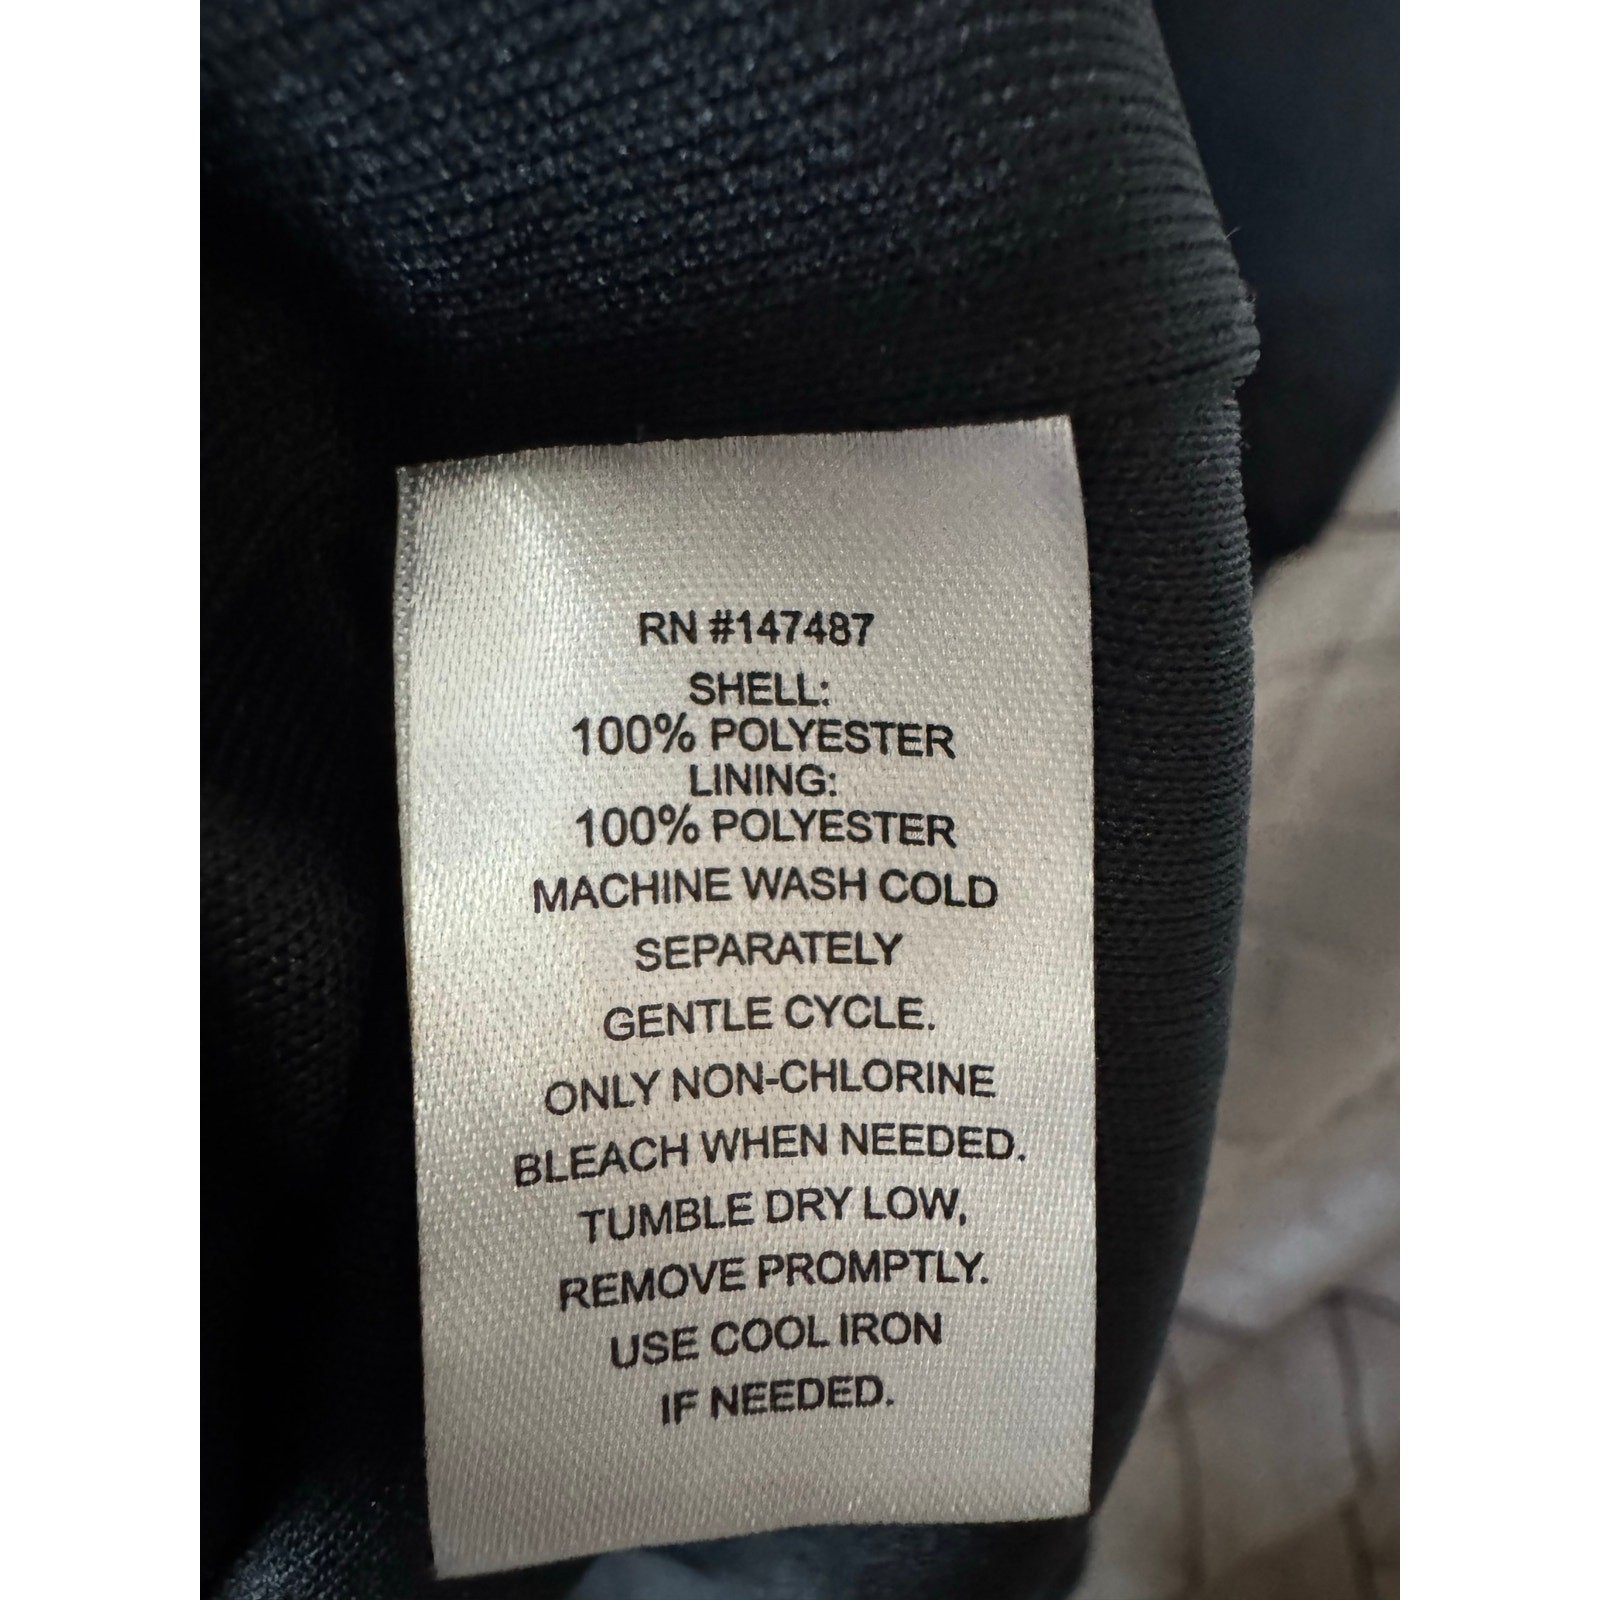 RN #147487
SHELL:
100% POLYESTER
LINING:
100% POLYESTER
MACHINE WASH COLD
SEPARATELY
GENTLE CYCLE.
ONLY NON-CHLORINE
BLEACH WHEN NEEDED.
TUMBLE DRY LOW,
REMOVE PROMPTLY.
USE COOL IRON
IF NEEDED.